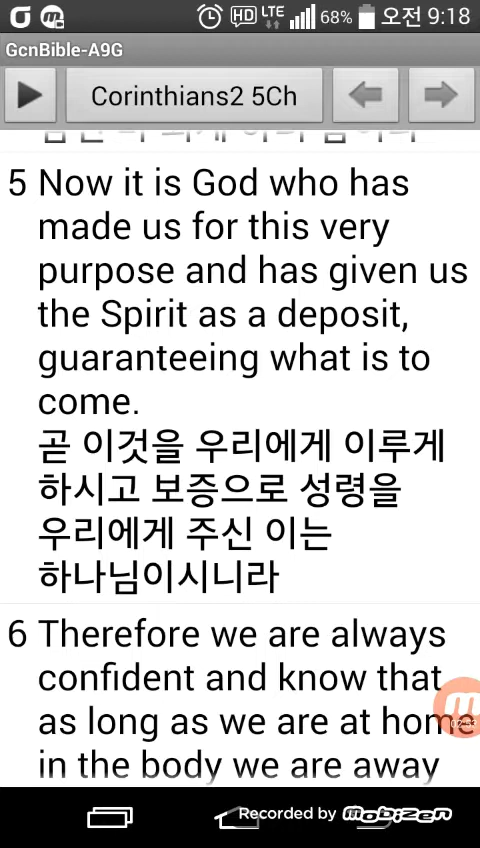 HD LTE 68% 오전 9:18
GcnBible-A9G
Corinthians2 5Ch
5 Now it is God who has
made us for this very
purpose and has given us
the Spirit as a deposit,
guaranteeing what is to
come.
곧 이것을 우리에게 이루게
하시고 보증으로 성령을
우리에게 주신 이는
하나님이시니라
6 Therefore we are always
confident and know that
as long as we are at home
02:53
in the body we are away
Recorded by Mobizen